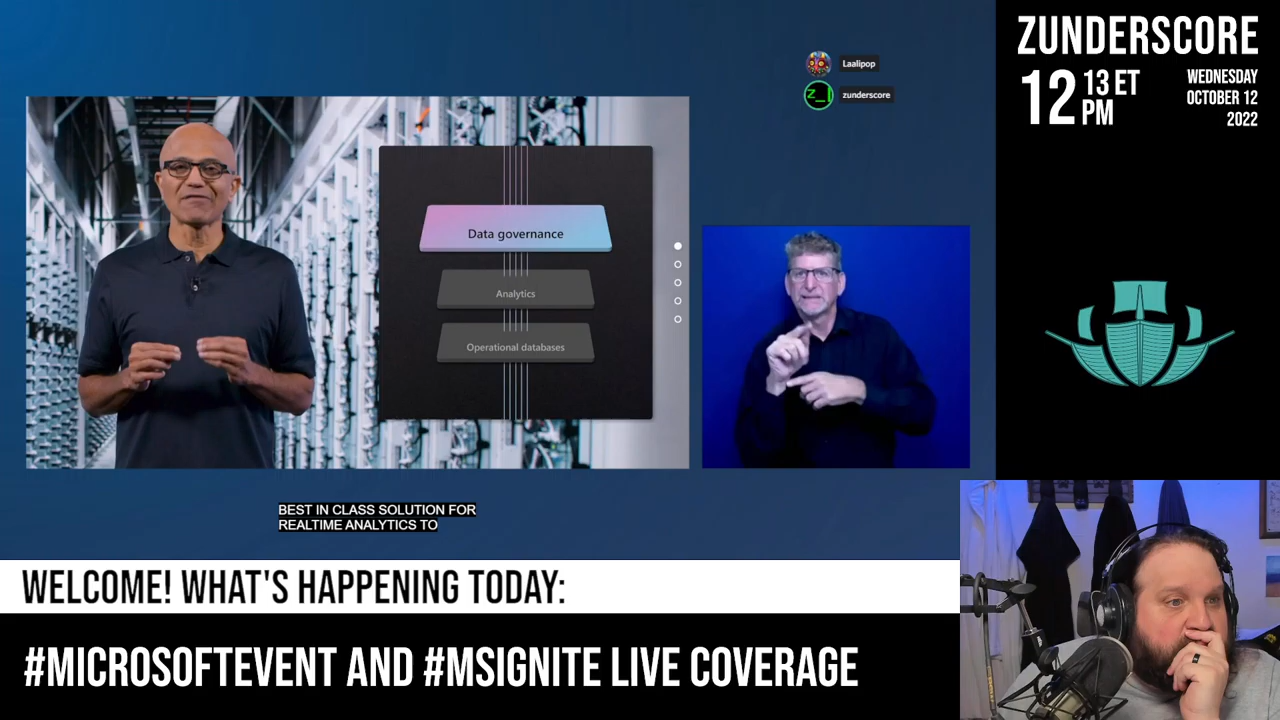 ZUNDERSCORE
12 13 ET
PM
WEDNESDAY
OCTOBER 12
2022
Laalipop
z_|
zunderscore
Data governance
Analytics
Operational databases
BEST IN CLASS SOLUTION FOR
REALTIME ANALYTICS TO
WELCOME! WHAT'S HAPPENING TODAY:
#MICROSOFTEVENT AND #MSIGNITE LIVE COVERAGE